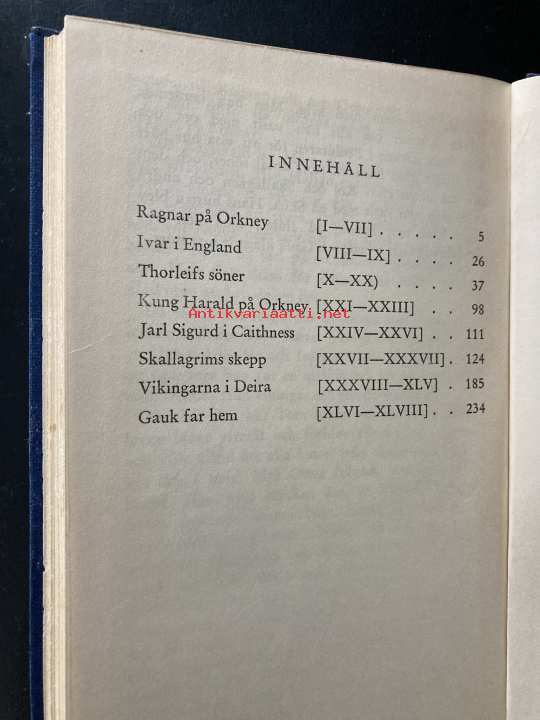 INNEHÅLL
Ragnar på Orkney [I—VII] . . . . . 5
Ivar i England [VIII—IX] . . . . 26
Thorleifs söner [X—XX) . . . . 37
Kung Harald på Orkney, [XXI—XXIII] . . 98
Antikvariaatti.net
Jarl Sigurd i Caithness [XXIV—XXVI] . . 111
Skallagrims skepp [XXVII—XXXVII] . 124
Vikingarna i Deira [XXXVIII—XLV] . 185
Gauk far hem [XLVI—XLVIII] . . 234